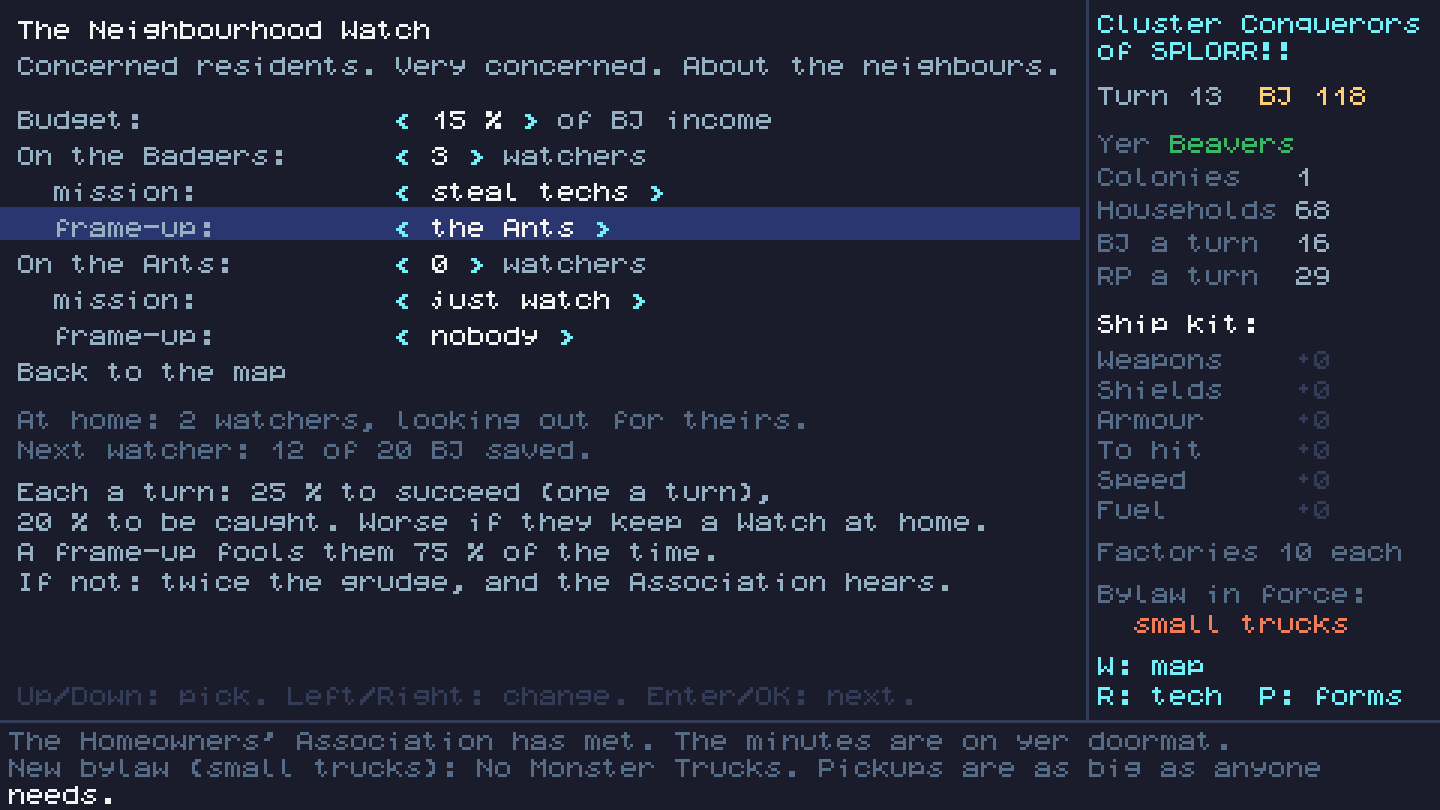 The Neighbourhood Watch
Concerned residents. Very concerned. About the neighbours.
Budget: < 15 % > of BJ income
On the Badgers: < 3 > watchers
mission: < steal techs >
frame-up: < the Ants >
On the Ants: < 0 > watchers
mission: < just watch >
frame-up: < nobody >
Back to the map
At home: 2 watchers, looking out for theirs.
Next watcher: 12 of 20 BJ saved.
Each a turn: 25 % to succeed (one a turn),
20 % to be caught. Worse if they keep a Watch at home.
A frame-up fools them 75 % of the time.
If not: twice the grudge, and the Association hears.
Up/Down: pick. Left/Right: change. Enter/OK: next.
Cluster Conquerors
of SPLORR!!
Turn 13 BJ 118
Yer Beavers
Colonies 1
Households 68
BJ a turn 16
RP a turn 29
Ship kit:
Weapons +0
Shields +0
Armour +0
To hit +0
Speed +0
Fuel +0
Factories 10 each
Bylaw in force:
small trucks
W: map
R: tech P: forms
The Homeowners' Association has met. The minutes are on yer doormat.
New bylaw (small trucks): No Monster Trucks. Pickups are as big as anyone
needs.